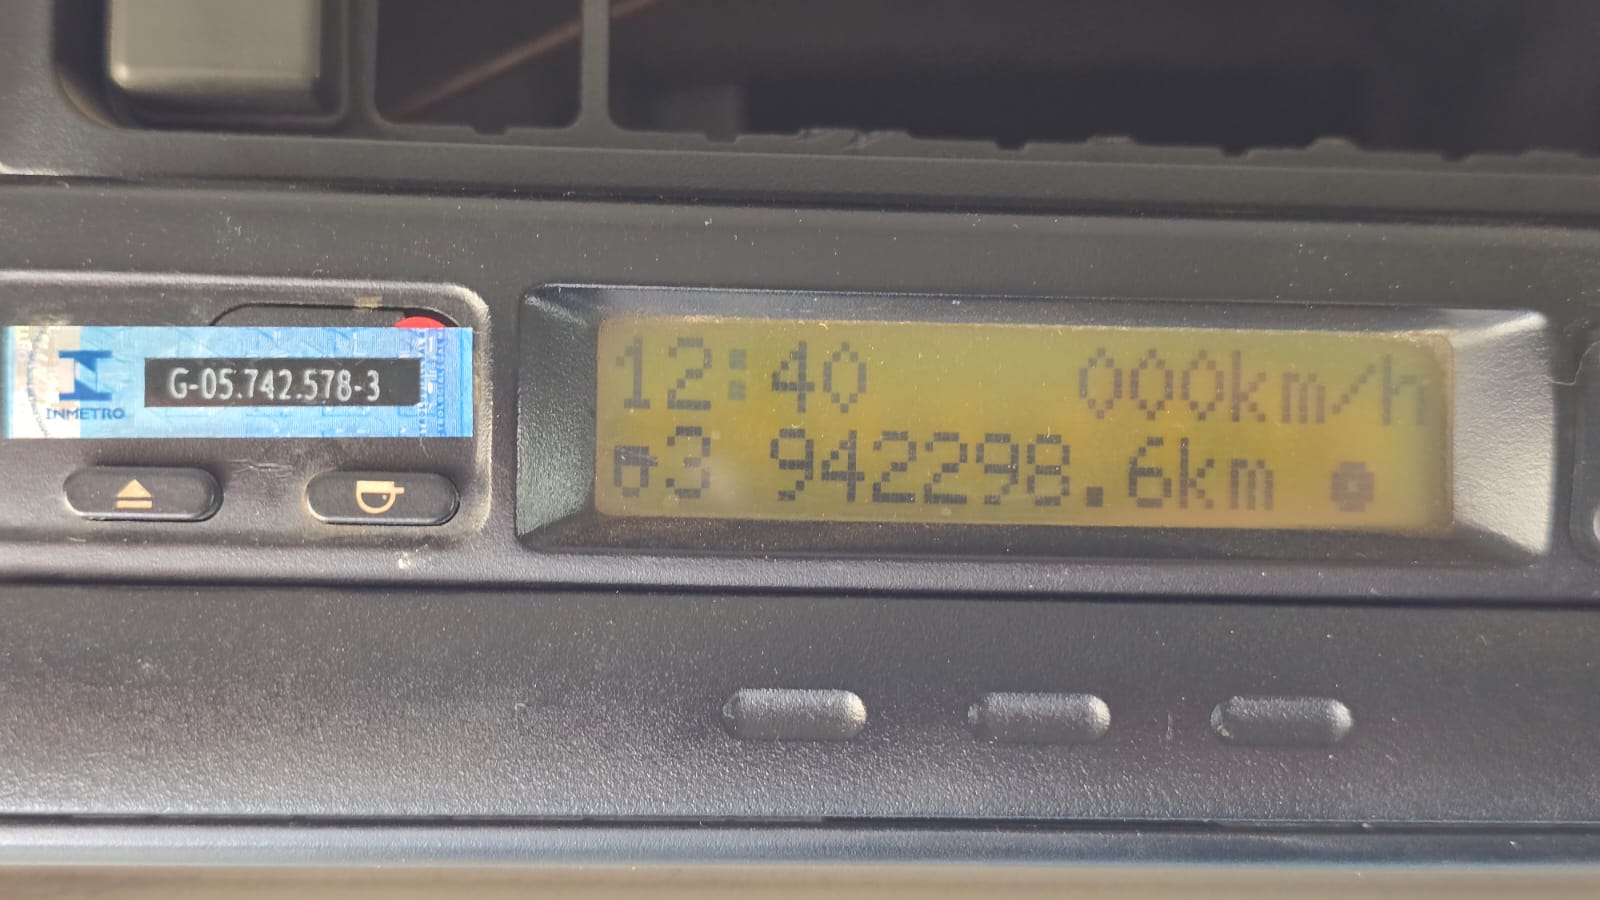 INMETRO
G-05.742.578-3
12:40 000km/h
3 942298.6km